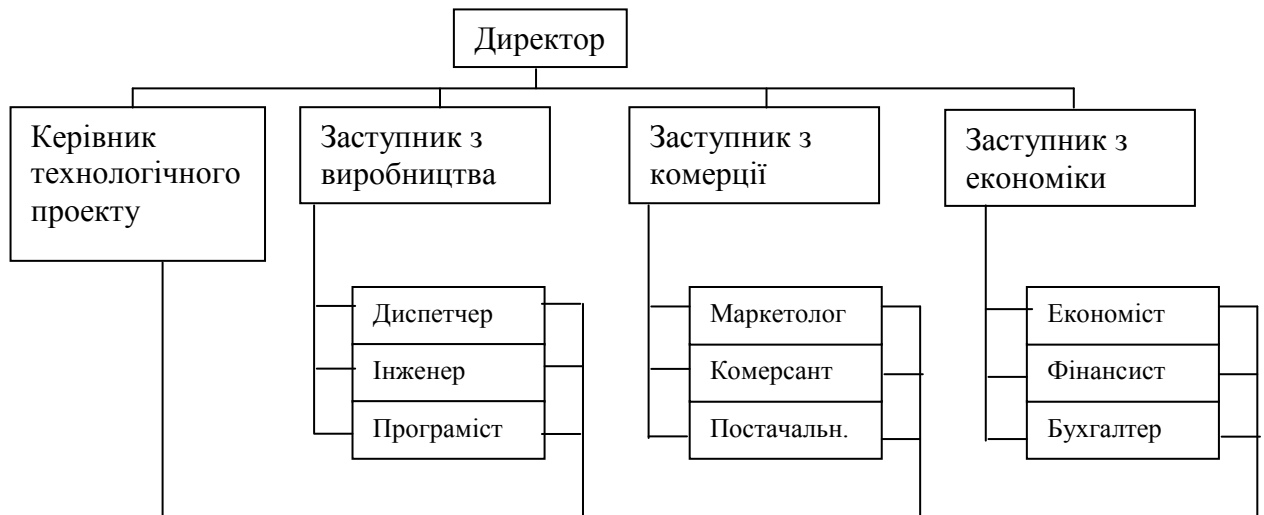 Директор
Керівник
технологічного
проекту
Заступник з
виробництва
Заступник з
комерції
Заступник з
економіки
Диспетчер
Інженер
Програміст
Маркетолог
Комерсант
Постачальн.
Економіст
Фінансист
Бухгалтер